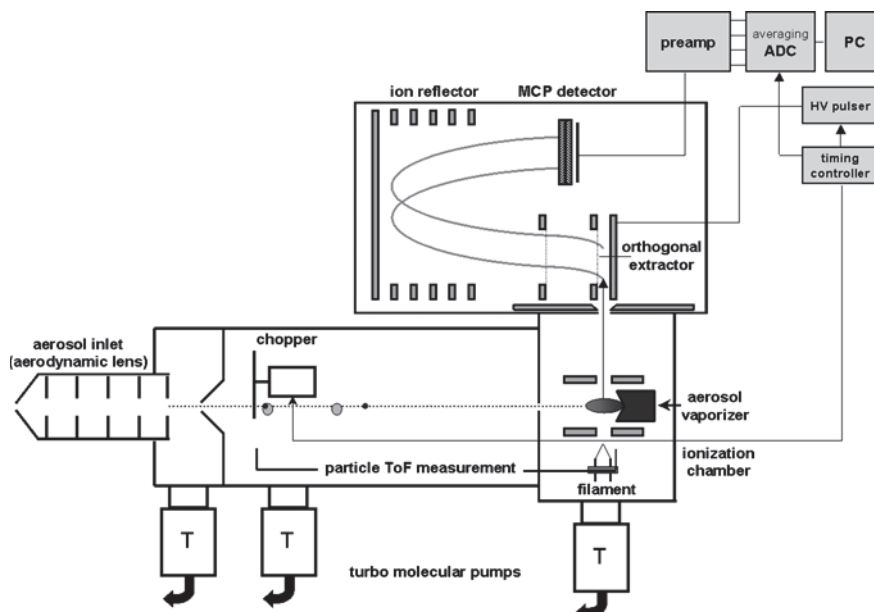 preamp
averaging
ADC
PC
ion reflector
MCP detector
HV pulser
timing
controller
orthogonal
extractor
aerosol inlet
(aerodynamic lens)
chopper
aerosol
vaporizer
particle ToF measurement
ionization
chamber
filament
T
T
T
turbo molecular pumps